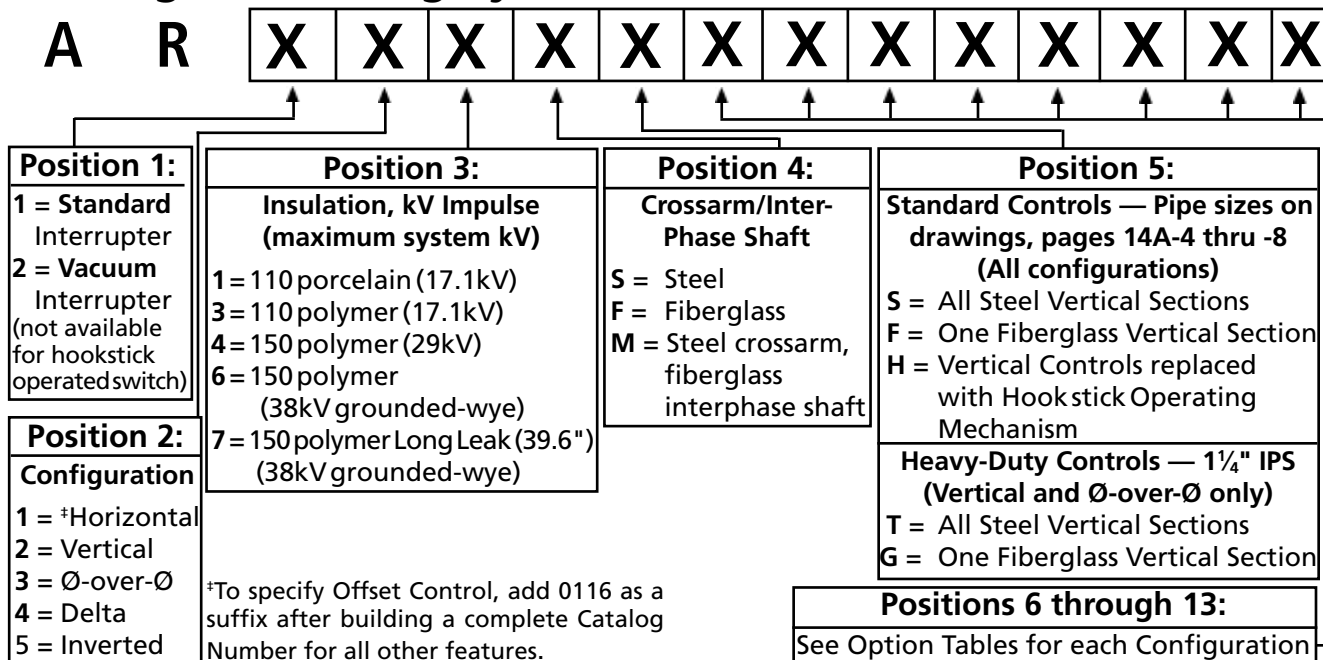 A R X X X X X X X X X X X X X
Position 1:
1 = Standard
Interrupter
2 = Vacuum
Interrupter
(not available
for hookstick
operated switch)
Position 2:
Configuration
1 = ‡Horizontal
2 = Vertical
3 = Ø-over-Ø
4 = Delta
5 = Inverted
Position 3:
Insulation, kV Impulse
(maximum system kV)
1 = 110 porcelain (17.1kV)
3 = 110 polymer (17.1kV)
4 = 150 polymer (29kV)
6 = 150 polymer
(38kV grounded-wye)
7 = 150 polymer Long Leak (39.6")
(38kV grounded-wye)
‡To specify Offset Control, add 0116 as a
suffix after building a complete Catalog
Number for all other features.
Position 4:
Crossarm/Inter-
Phase Shaft
S = Steel
F = Fiberglass
M = Steel crossarm,
fiberglass
interphase shaft
Position 5:
Standard Controls — Pipe sizes on
drawings, pages 14A-4 thru -8
(All configurations)
S = All Steel Vertical Sections
F = One Fiberglass Vertical Section
H = Vertical Controls replaced
with Hookstick Operating
Mechanism
Heavy-Duty Controls — 1¼" IPS
(Vertical and Ø-over-Ø only)
T = All Steel Vertical Sections
G = One Fiberglass Vertical Section
Positions 6 through 13:
See Option Tables for each Configuration